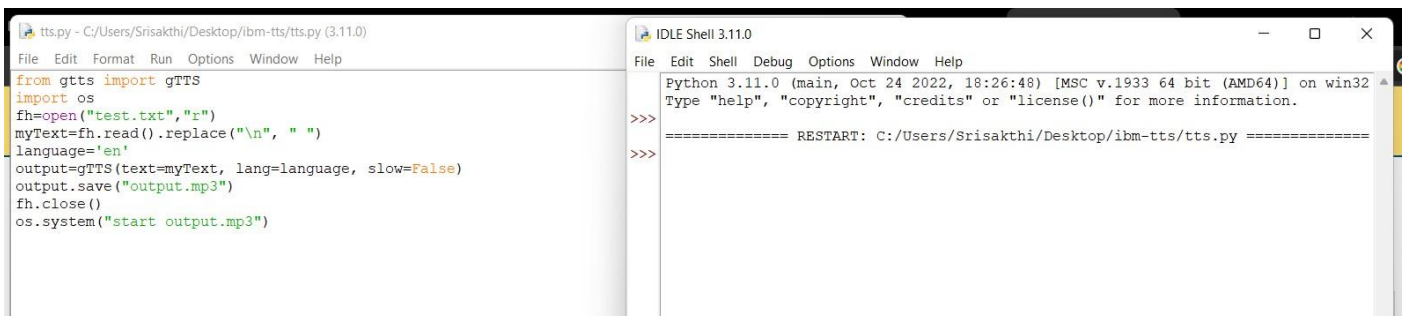 tts.py - C:/Users/Srisakthi/Desktop/ibm-tts/tts.py (3.11.0)
File Edit Format Run Options Window Help
from gtts import gTTS
import os
fh=open("test.txt","r")
myText=fh.read().replace("\n", " ")
language='en'
output=gTTS(text=myText, lang=language, slow=False)
output.save("output.mp3")
fh.close()
os.system("start output.mp3")
IDLE Shell 3.11.0
File Edit Shell Debug Options Window Help
Python 3.11.0 (main, Oct 24 2022, 18:26:48) [MSC v.1933 64 bit (AMD64)] on win32
Type "help", "copyright", "credits" or "license()" for more information.
>>>
============== RESTART: C:/Users/Srisakthi/Desktop/ibm-tts/tts.py ==============
>>>